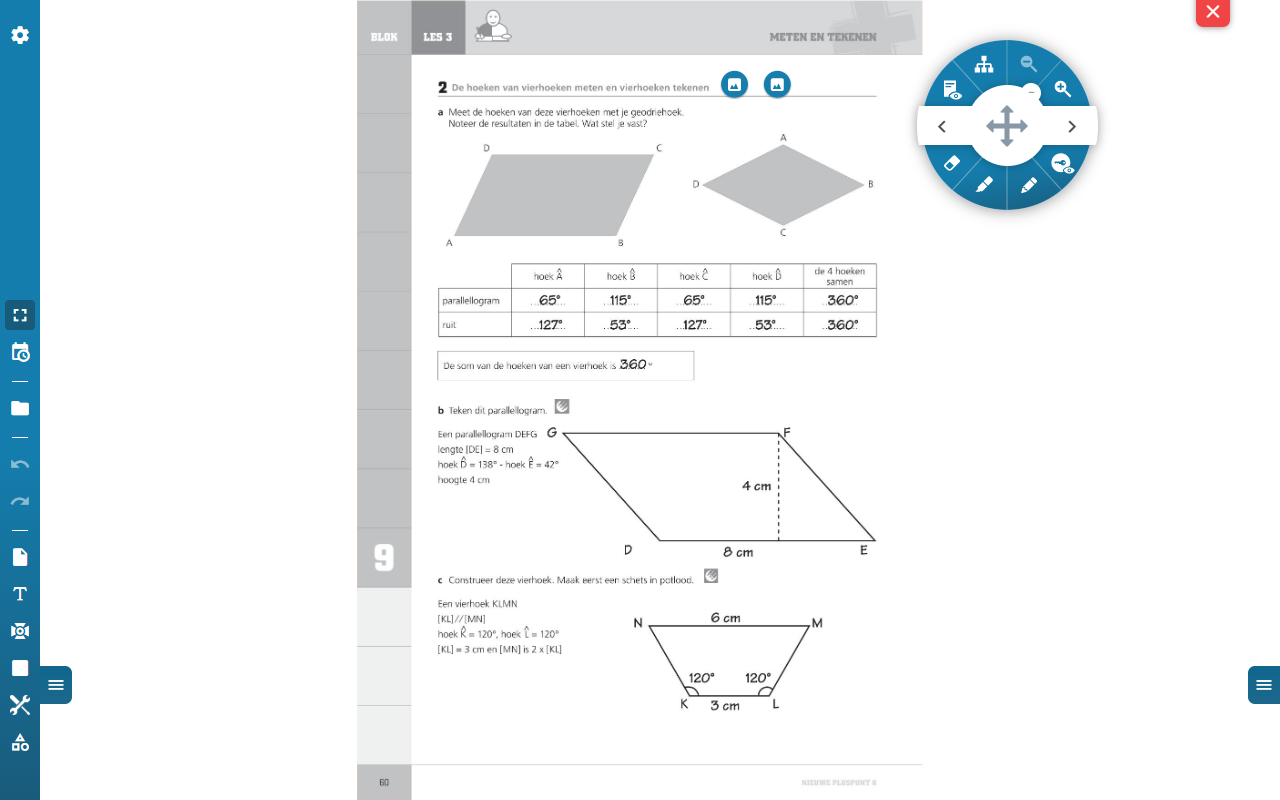 BLOK LES 3 METEN EN TEKENEN
2 De hoeken van vierhoeken meten en vierhoeken tekenen
a Meet de hoeken van deze vierhoeken met je geodriehoek.
Noteer de resultaten in de tabel. Wat stel je vast?
D C
A B
A
D B
C
hoek Â hoek B̂ hoek Ĉ hoek D̂ de 4 hoeken samen
parallellogram 65° 115° 65° 115° 360°
ruit 127° 53° 127° 53° 360°
De som van de hoeken van een vierhoek is 360 °
b Teken dit parallellogram.
Een parallellogram DEFG
lengte [DE] = 8 cm
hoek D̂ = 138° - hoek Ê = 42°
hoogte 4 cm
G F
4 cm
D 8 cm E
9
c Construeer deze vierhoek. Maak eerst een schets in potlood.
Een vierhoek KLMN
[KL]//[MN]
hoek K̂ = 120°, hoek L̂ = 120°
[KL] = 3 cm en [MN] is 2 x [KL]
N 6 cm M
120° 120°
K 3 cm L
60 NIEUWE PLUSPUNT 6
T